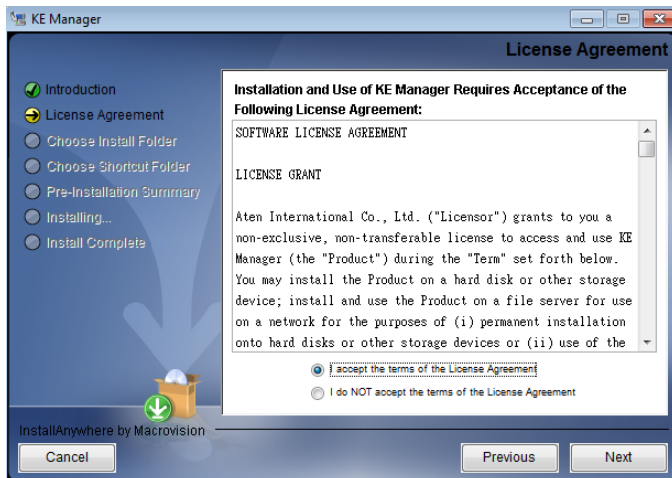 KE Manager
License Agreement
Introduction
License Agreement
Choose Install Folder
Choose Shortcut Folder
Pre-Installation Summary
Installing...
Install Complete
Installation and Use of KE Manager Requires Acceptance of the
Following License Agreement:
SOFTWARE LICENSE AGREEMENT
LICENSE GRANT
Aten International Co., Ltd. ("Licensor") grants to you a
non-exclusive, non-transferable license to access and use KE
Manager (the "Product") during the "Term" set forth below.
You may install the Product on a hard disk or other storage
device; install and use the Product on a file server for use
on a network for the purposes of (i) permanent installation
onto hard disks or other storage devices or (ii) use of the
I accept the terms of the License Agreement
I do NOT accept the terms of the License Agreement
InstallAnywhere by Macrovision
Cancel
Previous
Next